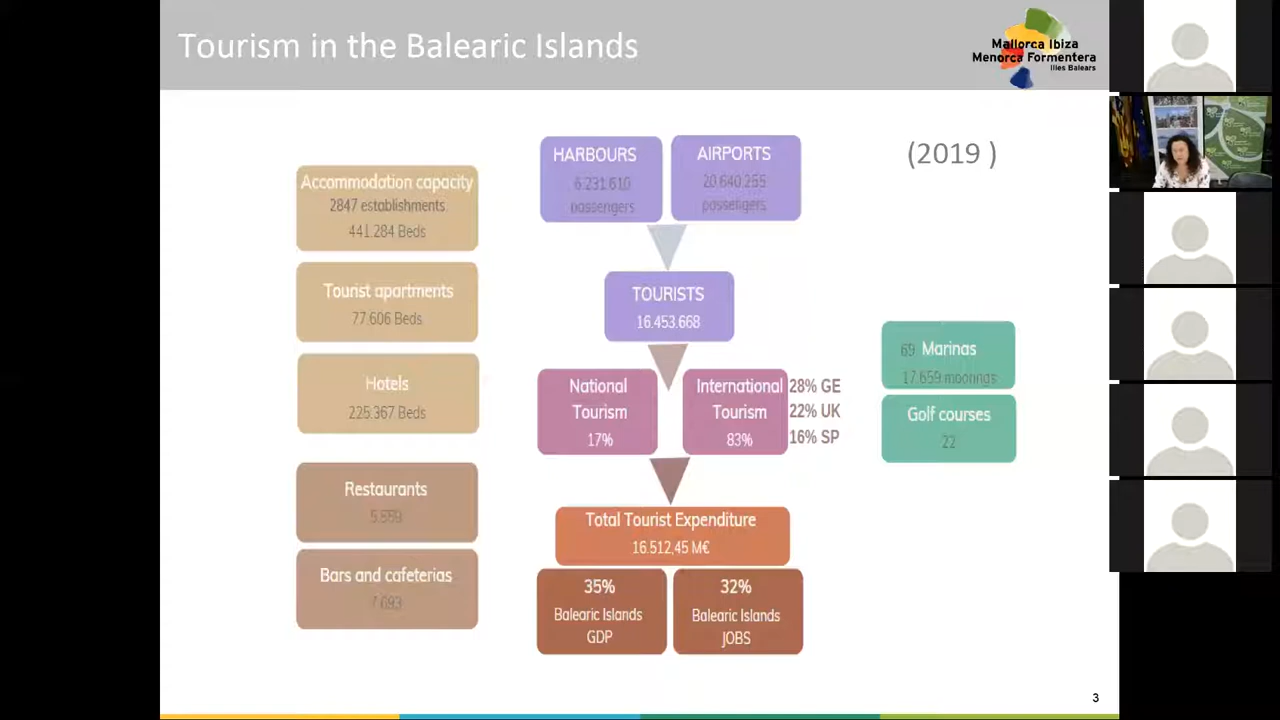 Tourism in the Balearic Islands
Mallorca Ibiza
Menorca Formentera
Illes Balears
(2019 )
Accommodation capacity
2847 establishments
441.284 Beds
Tourist apartments
77.606 Beds
Hotels
225.367 Beds
Restaurants
5.559
Bars and cafeterias
7.693
HARBOURS
6.231.610
passengers
AIRPORTS
20.640.255
passengers
TOURISTS
16.453.668
National
Tourism
17%
International
Tourism
83%
28% GE
22% UK
16% SP
Total Tourist Expenditure
16.512,45 M€
35%
Balearic Islands
GDP
32%
Balearic Islands
JOBS
69 Marinas
17.659 moorings
Golf courses
22
3